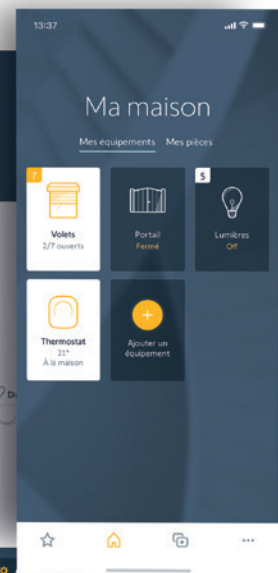 13:37
Ma maison
Mes équipements Mes pièces
7
Volets
2/7 ouverts
Portail
Fermé
5
Lumières
Off
Thermostat
21°
À la maison
+
Ajouter un
équipement